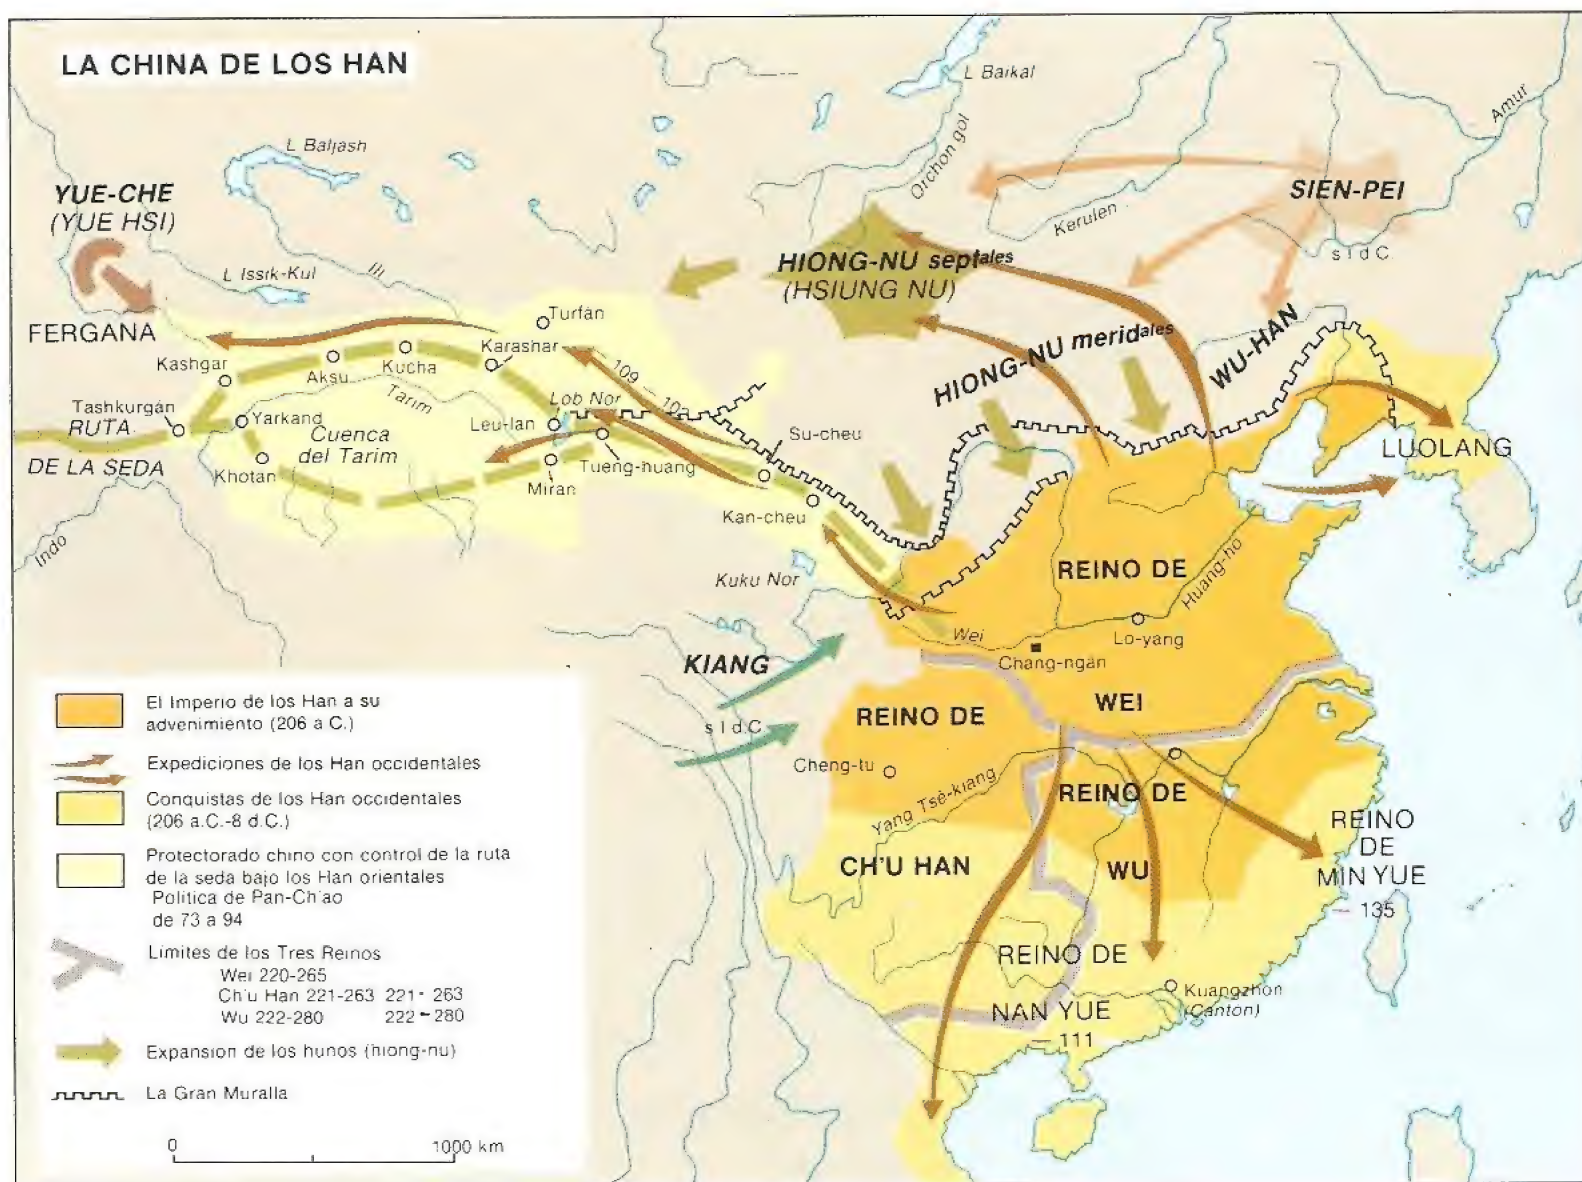 LA CHINA DE LOS HAN
L Baikal
Amur
Orchon gol
L Baljash
YUE-CHE
(YUE HSI)
SIEN-PEI
Kerulen
s I d C.
L Issik-Kul
Ili
HIONG-NU septales
(HSIUNG NU)
FERGANA
Turfán
Karashar
Kashgar
Aksu
Kucha
HIONG-NU meridales
WU-HAN
109 — 102
Tarim
Lob Nor
Tashkurgán
RUTA
DE LA SEDA
Yarkand
Leu-lan
Cuenca
del Tarim
Su-cheu
LUOLANG
Khotan
Tueng-huang
Miran
Kan-cheu
Indo
Kuku Nor
REINO DE
Huang-ho
Wei
Lo-yang
Chang-ngan
KIANG
WEI
REINO DE
s I d.C
Cheng-tu
Yang Tsê-kiang
REINO DE
REINO
DE
MIN YUE
— 135
CH'U HAN
WU
REINO DE
NAN YUE
— 111
Kuangzhon
(Canton)
El Imperio de los Han a su
advenimiento (206 a C.)
Expediciones de los Han occidentales
Conquistas de los Han occidentales
(206 a.C.-8 d.C.)
Protectorado chino con control de la ruta
de la seda bajo los Han orientales
Política de Pan-Ch'ao
de 73 a 94
Límites de los Tres Reinos
Wei 220-265
Ch'u Han 221-263 221- 263
Wu 222-280 222-280
Expansion de los hunos (hiong-nu)
La Gran Muralla
0 1000 km